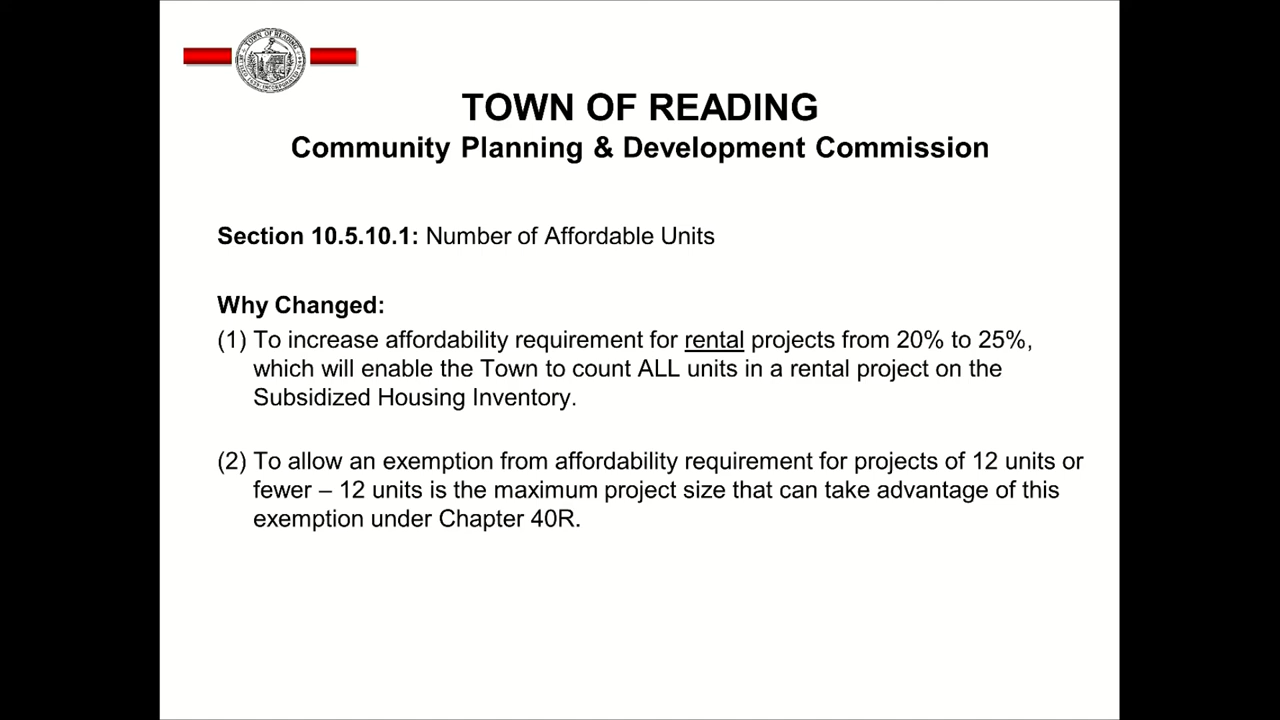 TOWN OF READING
TOWN OF READING
Community Planning & Development Commission
Section 10.5.10.1: Number of Affordable Units
Why Changed:
(1) To increase affordability requirement for rental projects from 20% to 25%,
which will enable the Town to count ALL units in a rental project on the
Subsidized Housing Inventory.
(2) To allow an exemption from affordability requirement for projects of 12 units or
fewer – 12 units is the maximum project size that can take advantage of this
exemption under Chapter 40R.